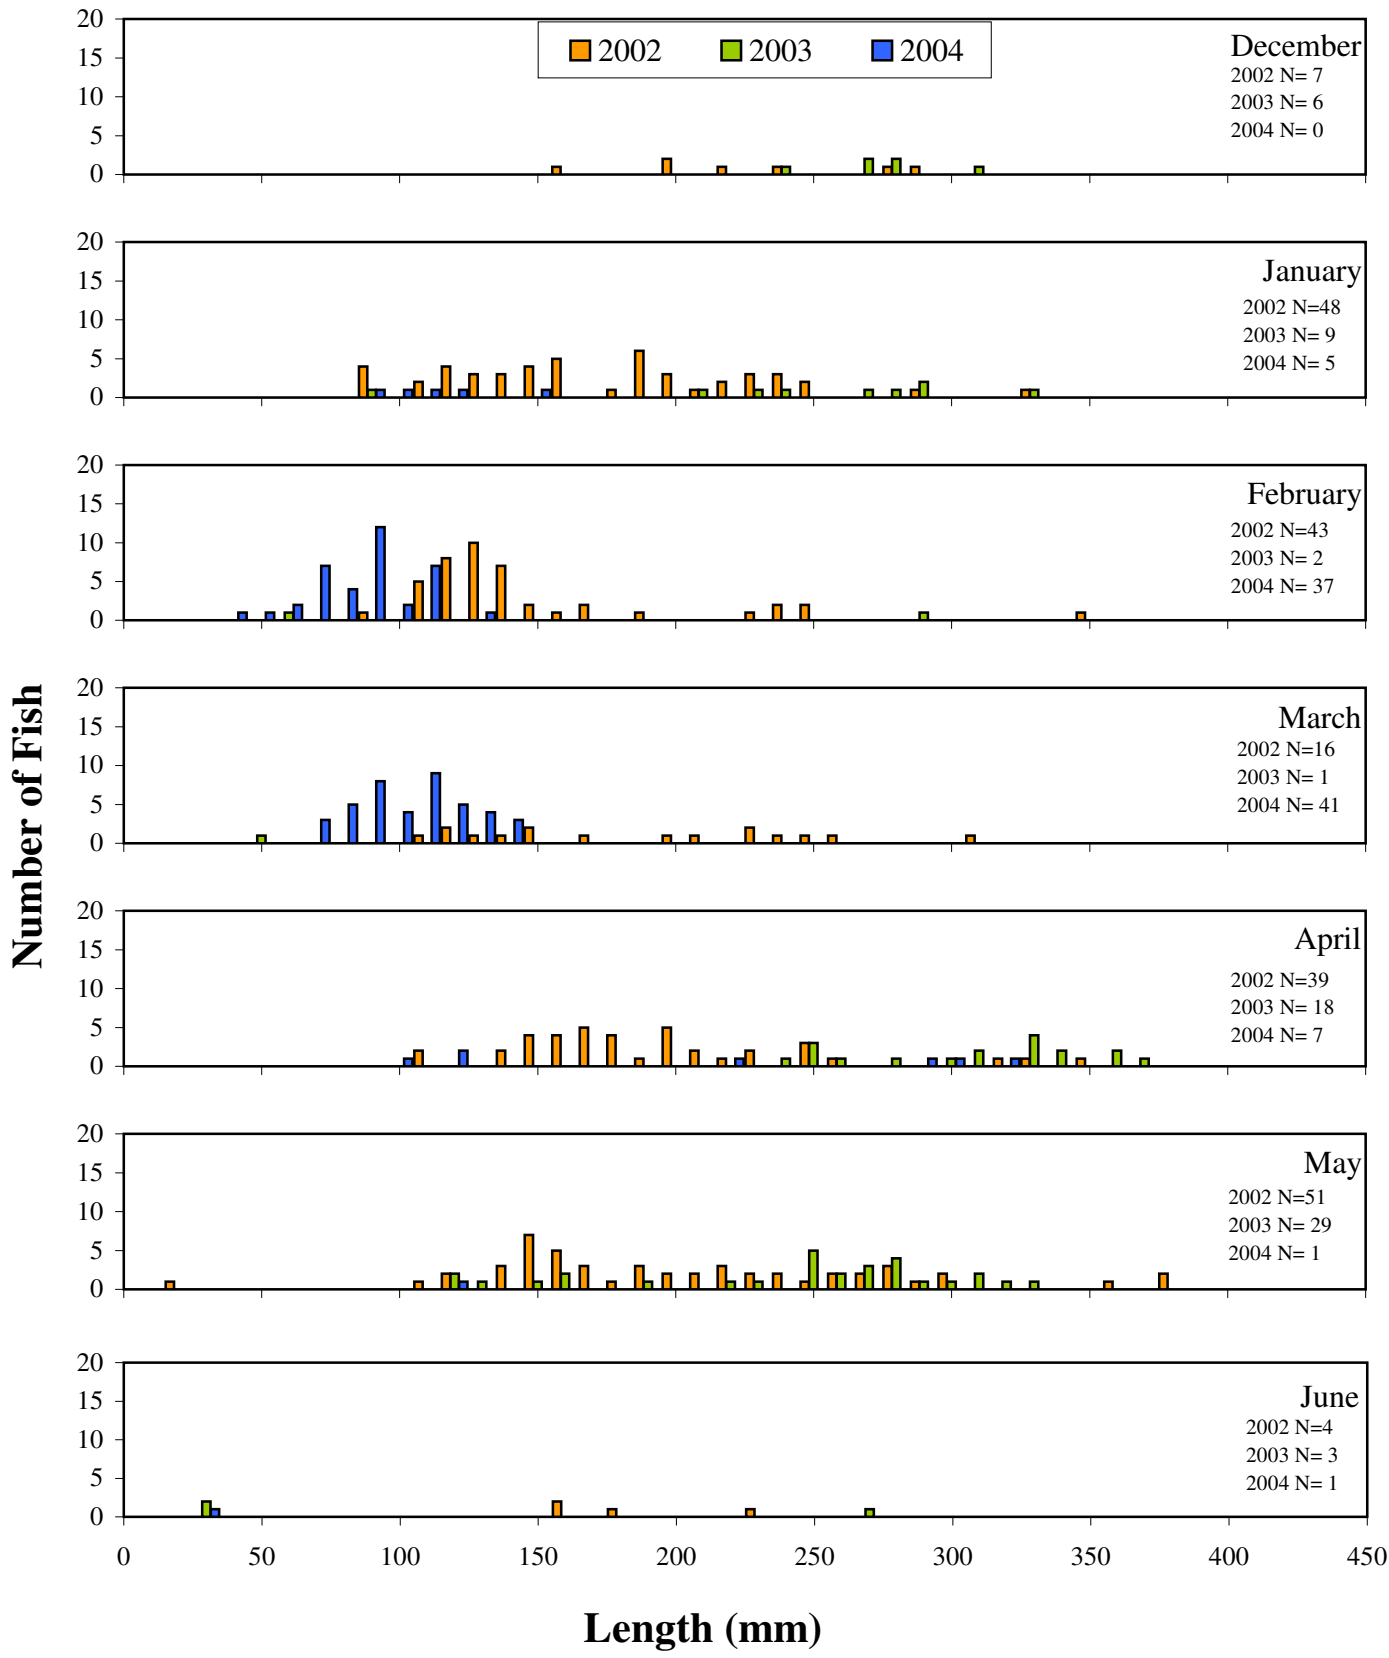 20
15
10
5
0
2002 2003 2004
December
2002 N= 7
2003 N= 6
2004 N= 0
20
15
10
5
0
January
2002 N=48
2003 N= 9
2004 N= 5
20
15
10
5
0
February
2002 N=43
2003 N= 2
2004 N= 37
20
15
10
5
0
March
2002 N=16
2003 N= 1
2004 N= 41
Number of Fish
20
15
10
5
0
April
2002 N=39
2003 N= 18
2004 N= 7
20
15
10
5
0
May
2002 N=51
2003 N= 29
2004 N= 1
20
15
10
5
0
June
2002 N=4
2003 N= 3
2004 N= 1
0 50 100 150 200 250 300 350 400 450
Length (mm)